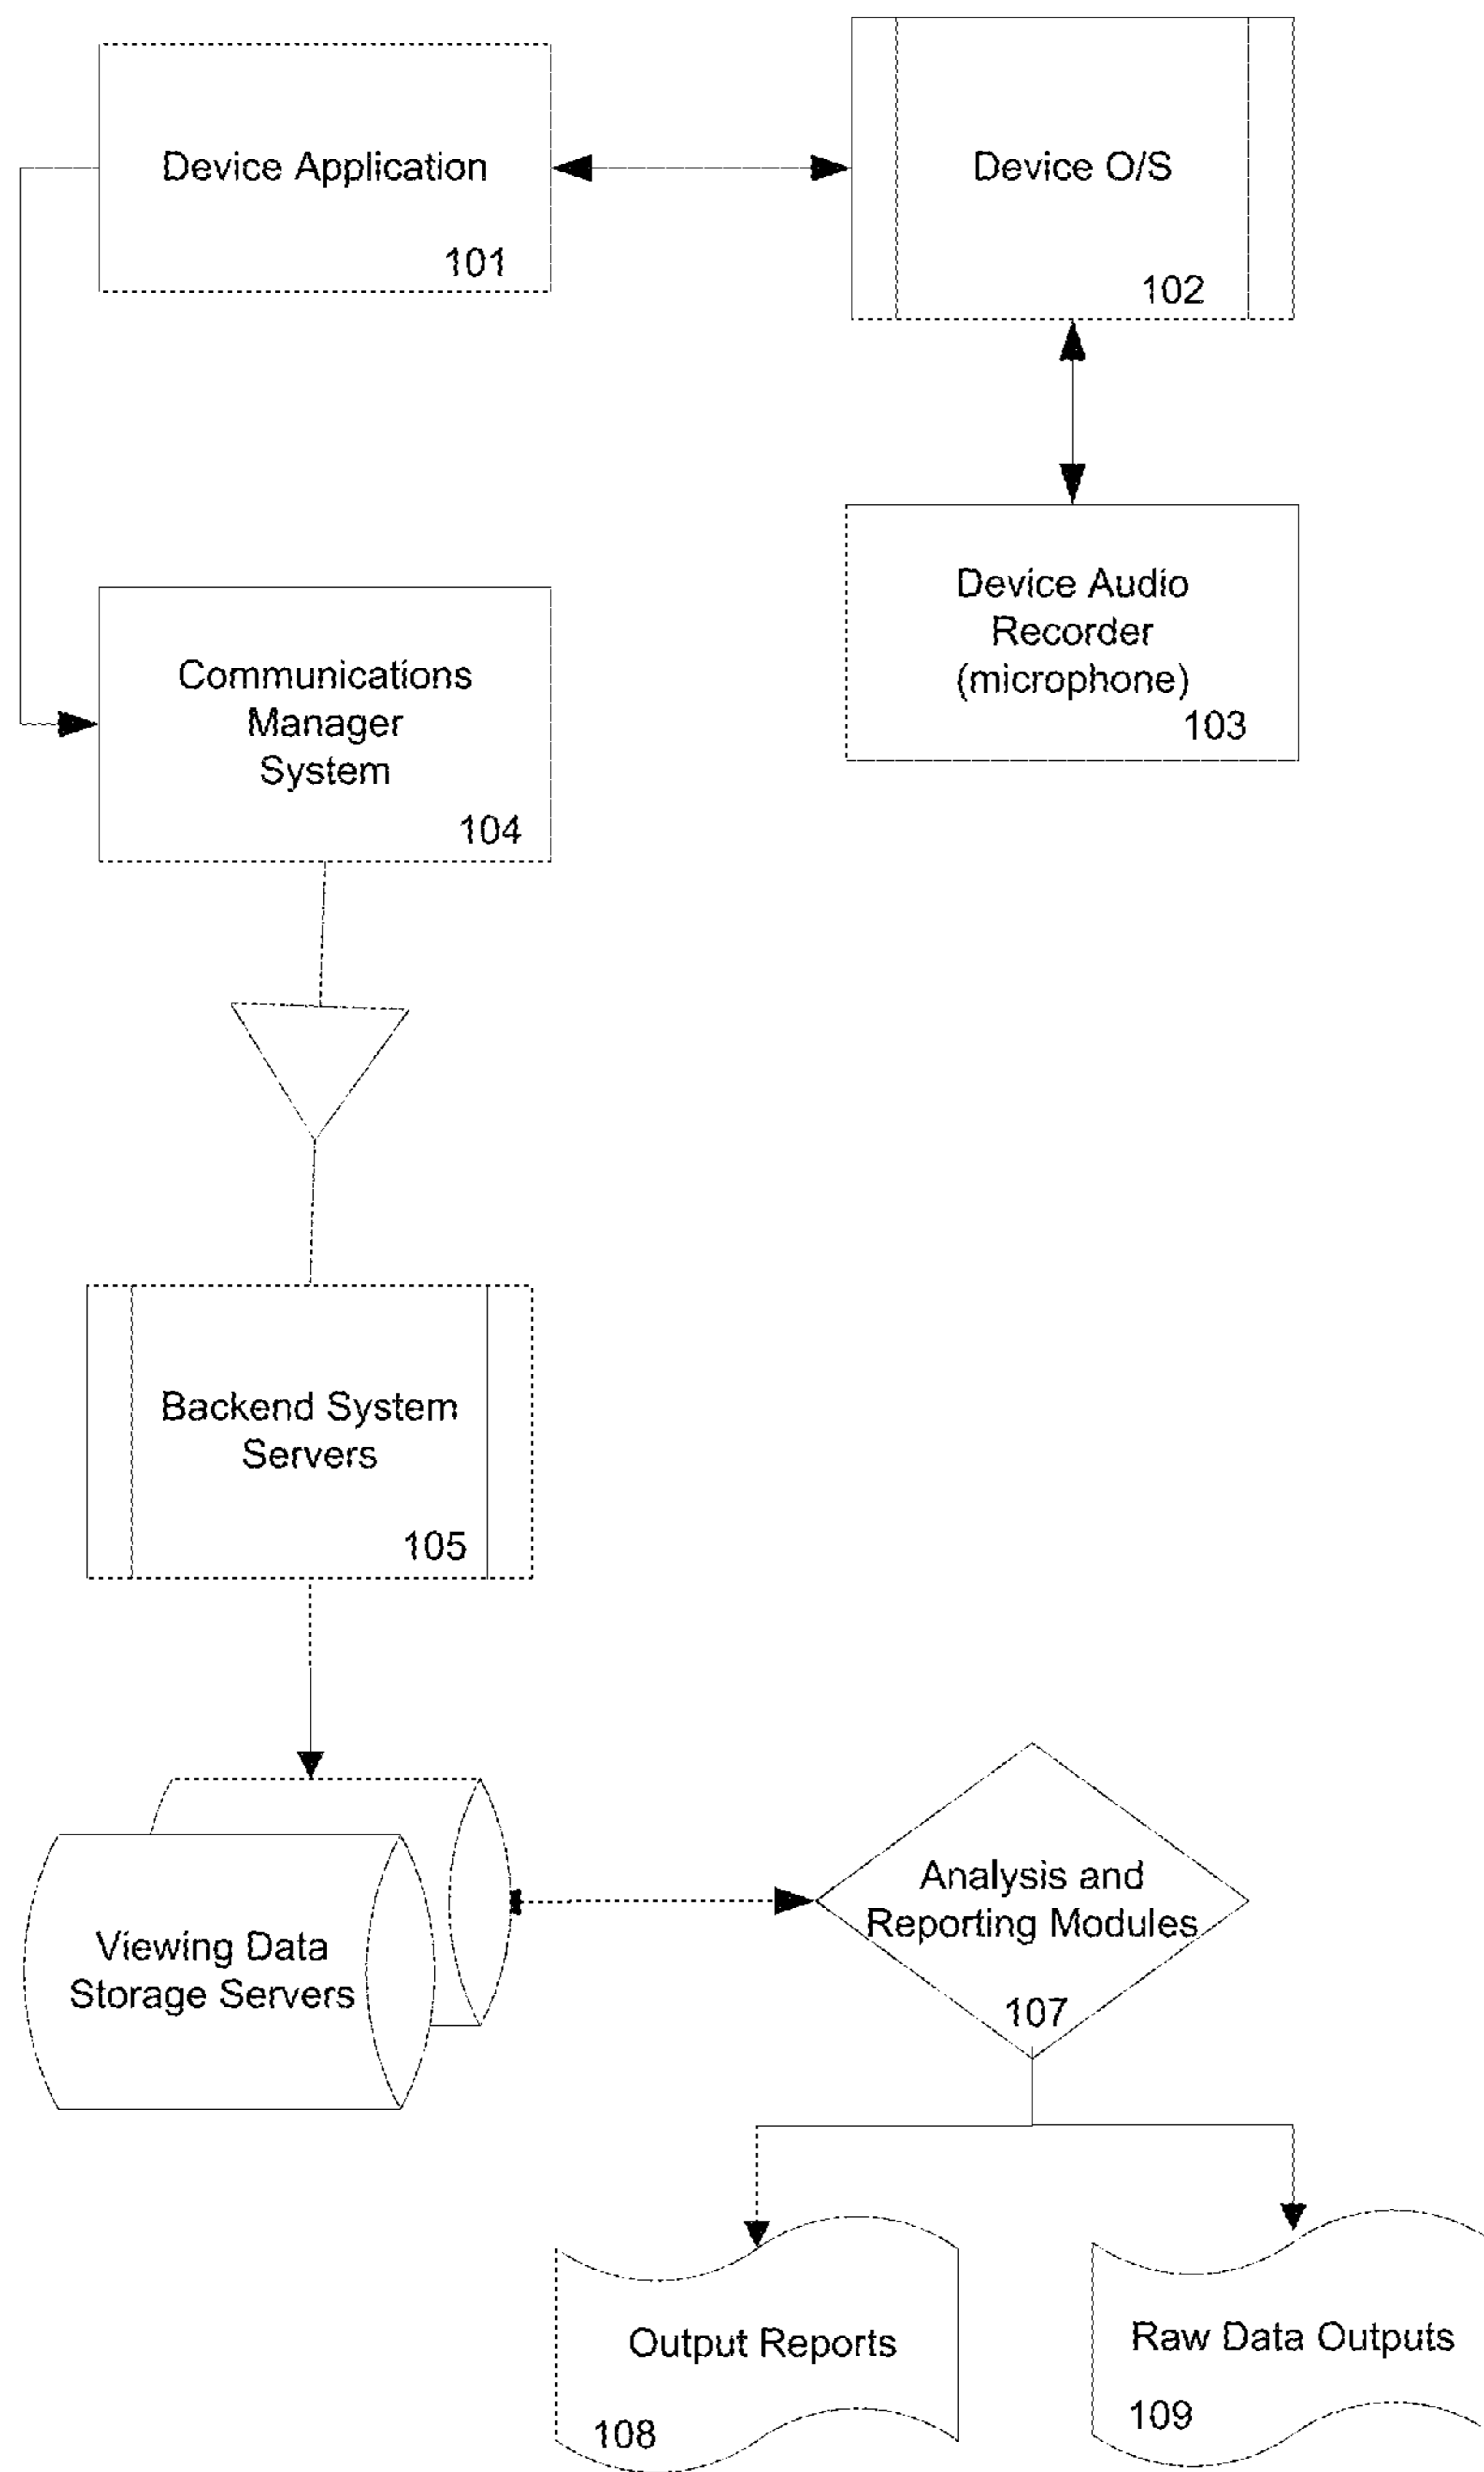 Device Application
101
Device O/S
102
Device Audio
Recorder
(microphone)
103
Communications
Manager
System
104
Backend System
Servers
105
Viewing Data
Storage Servers
Analysis and
Reporting Modules
107
Output Reports
108
Raw Data Outputs
109